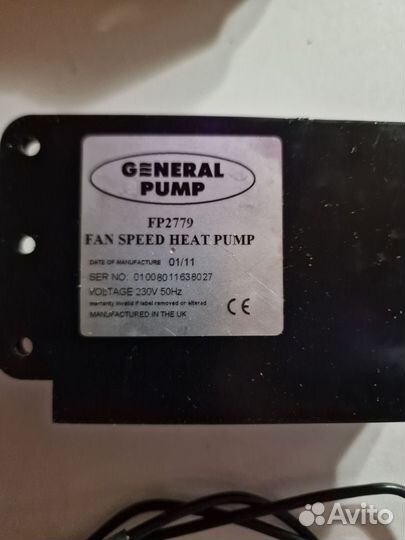 GENERAL
PUMP
FP2779
FAN SPEED HEAT PUMP
DATE OF MANUFACTURE 01/11
SER NO: 01008011638027
VOLTAGE 230V 50Hz
warranty invalid if label removed or altered
MANUFACTURED IN THE UK
CE
Avito